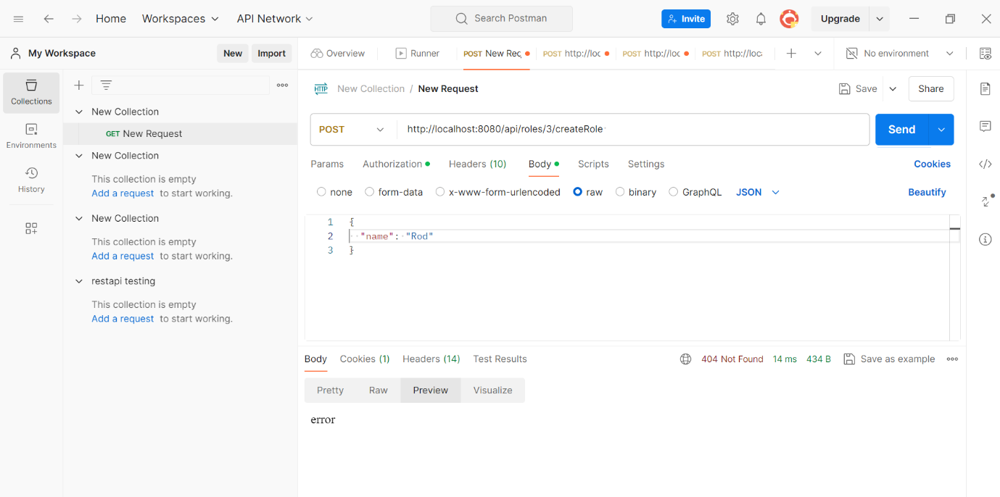 Home Workspaces API Network Search Postman Invite Upgrade
My Workspace New Import
Overview Runner POST New Req POST http://loc POST http://loc POST http://loca No environment
Collections
Environments
History
New Collection
GET New Request
New Collection
This collection is empty
Add a request to start working.
New Collection
This collection is empty
Add a request to start working.
restapi testing
This collection is empty
Add a request to start working.
HTTP New Collection / New Request Save Share
POST http://localhost:8080/api/roles/3/createRole Send
Params Authorization Headers (10) Body Scripts Settings Cookies
none form-data x-www-form-urlencoded raw binary GraphQL JSON Beautify
1 {
2 "name": "Rod"
3 }
Body Cookies (1) Headers (14) Test Results 404 Not Found 14 ms 434 B Save as example
Pretty Raw Preview Visualize
error